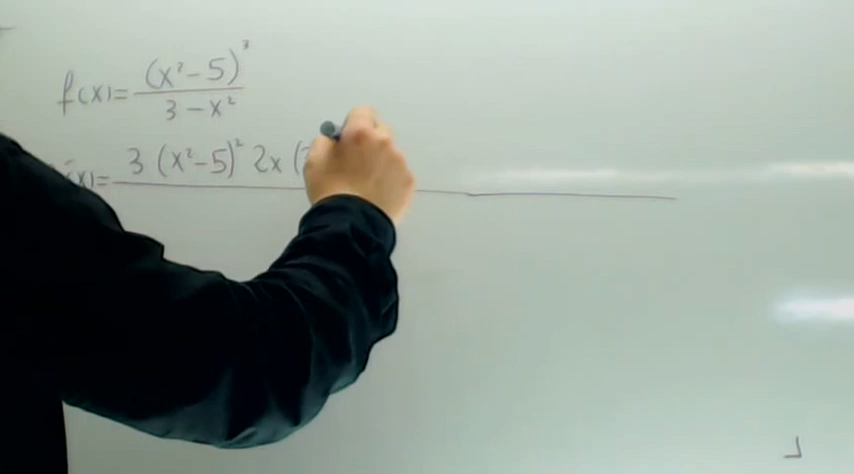 f(x) = (x² - 5)³ / 3 - x²
(x) = 3 (x² - 5)² 2x (